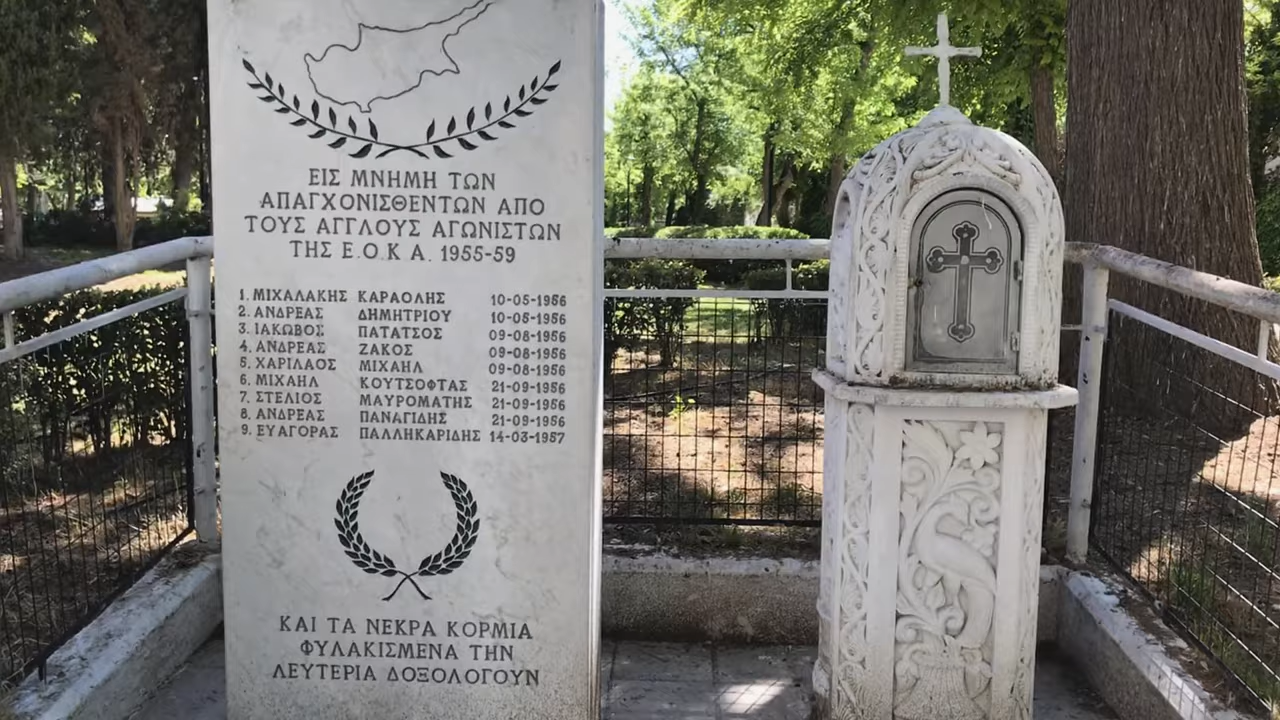 ΕΙΣ ΜΝΗΜΗ ΤΩΝ
ΑΠΑΓΧΟΝΙΣΘΕΝΤΩΝ ΑΠΟ
ΤΟΥΣ ΑΓΓΛΟΥΣ ΑΓΩΝΙΣΤΩΝ
ΤΗΣ Ε.Ο.Κ Α. 1955-59
1. ΜΙΧΑΛΑΚΗΣ ΚΑΡΑΟΛΗΣ 10-05-1956
2. ΑΝΔΡΕΑΣ ΔΗΜΗΤΡΙΟΥ 10-05-1956
3. ΙΑΚΩΒΟΣ ΠΑΤΑΤΣΟΣ 09-08-1956
4. ΑΝΔΡΕΑΣ ΖΑΚΟΣ 09-08-1956
5. ΧΑΡΙΛΑΟΣ ΜΙΧΑΗΛ 09-08-1956
6. ΜΙΧΑΗΛ ΚΟΥΤΣΟΦΤΑΣ 21-09-1956
7. ΣΤΕΛΙΟΣ ΜΑΥΡΟΜΑΤΗΣ 21-09-1956
8. ΑΝΔΡΕΑΣ ΠΑΝΑΓΙΔΗΣ 21-09-1956
9. ΕΥΑΓΟΡΑΣ ΠΑΛΛΗΚΑΡΙΔΗΣ 14-03-1957
ΚΑΙ ΤΑ ΝΕΚΡΑ ΚΟΡΜΙΑ
ΦΥΛΑΚΙΣΜΕΝΑ ΤΗΝ
ΛΕΥΤΕΡΙΑ ΔΟΞΟΛΟΓΟΥΝ